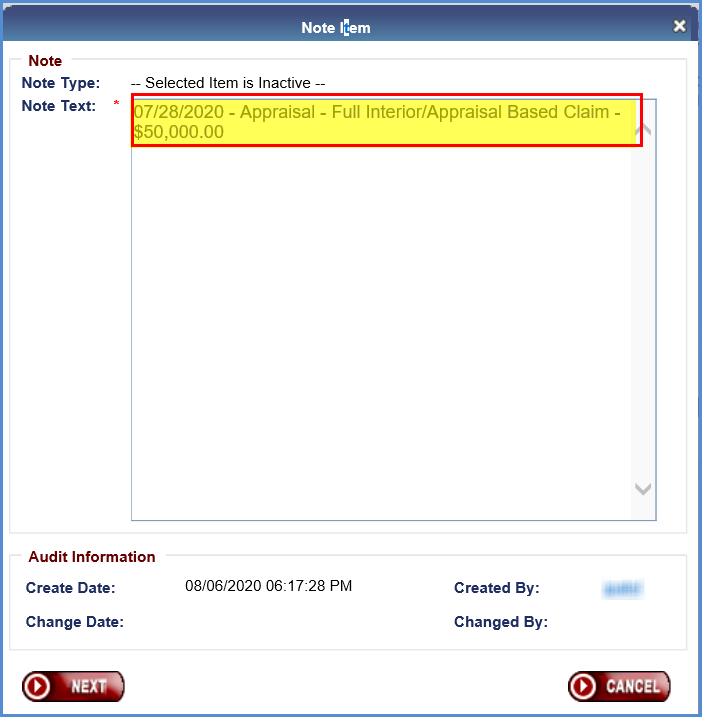 Note Item
Note
Note Type: -- Selected Item is Inactive --
Note Text: * 07/28/2020 - Appraisal - Full Interior/Appraisal Based Claim -
$50,000.00
Audit Information
Create Date: 08/06/2020 06:17:28 PM Created By:
Change Date: Changed By:
NEXT CANCEL